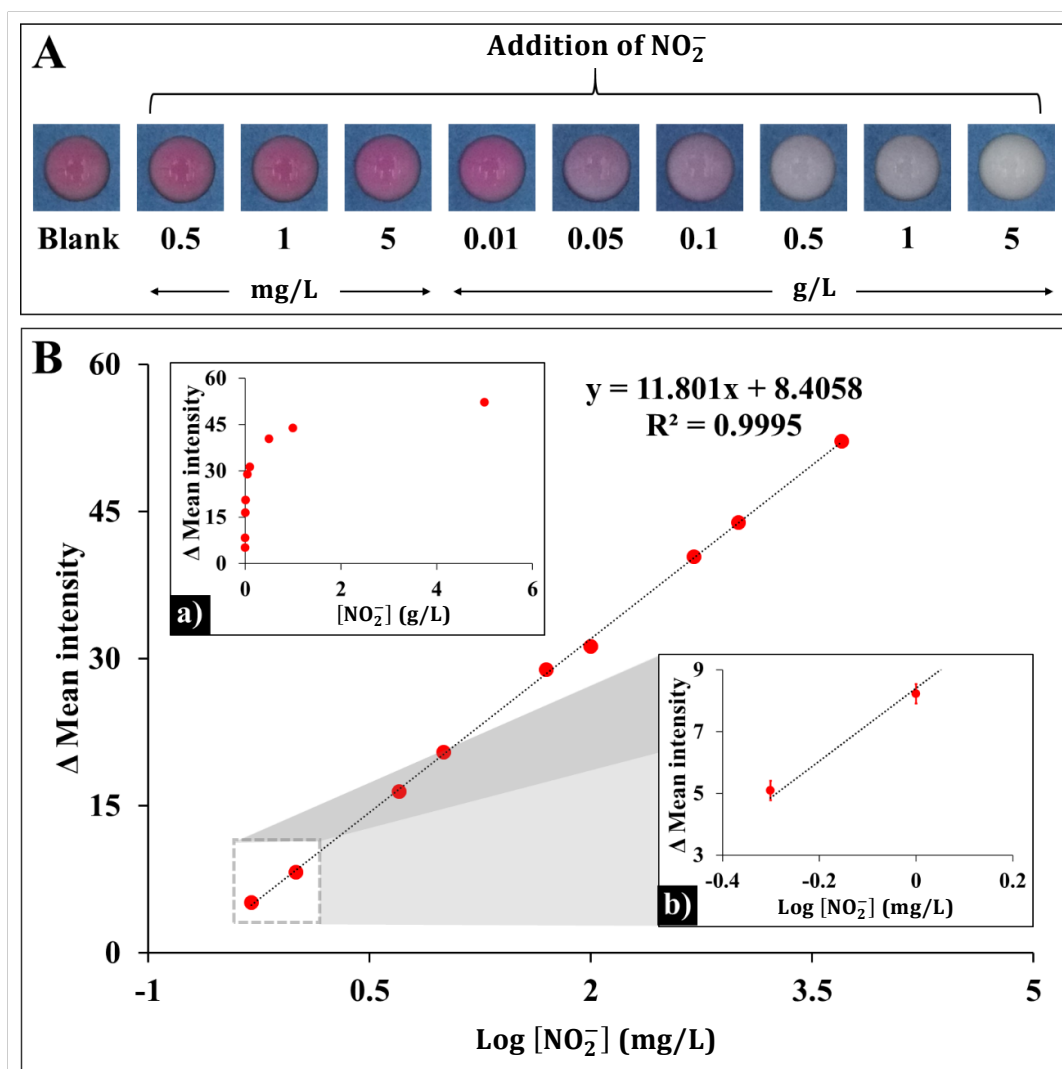 A
Addition of NO₂⁻
Blank 0.5 1 5 0.01 0.05 0.1 0.5 1 5
mg/L g/L
B
y = 11.801x + 8.4058
R² = 0.9995
Δ Mean intensity
60
45
30
15
0
-1 0.5 2 3.5 5
Log [NO₂⁻] (mg/L)
a)
Δ Mean intensity
60
45
30
15
0
0 2 4 6
[NO₂⁻] (g/L)
b)
Δ Mean intensity
9
7
5
3
-0.4 -0.2 0 0.2
Log [NO₂⁻] (mg/L)